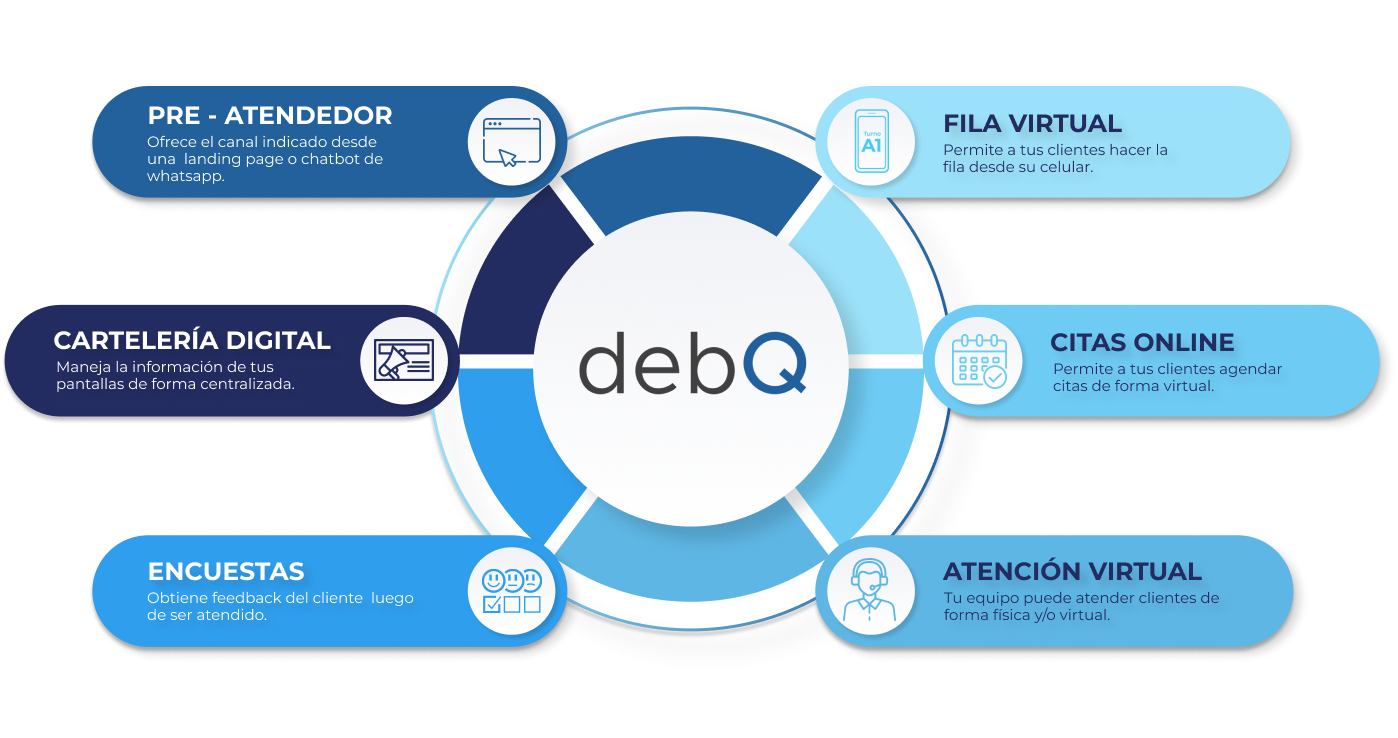 PRE - ATENDEDOR
Ofrece el canal indicado desde
una landing page o chatbot de
whatsapp.
FILA VIRTUAL
Permite a tus clientes hacer la
fila desde su celular.
Turno
A1
CARTELERÍA DIGITAL
Maneja la información de tus
pantallas de forma centralizada.
debQ
CITAS ONLINE
Permite a tus clientes agendar
citas de forma virtual.
ENCUESTAS
Obtiene feedback del cliente luego
de ser atendido.
ATENCIÓN VIRTUAL
Tu equipo puede atender clientes de
forma física y/o virtual.